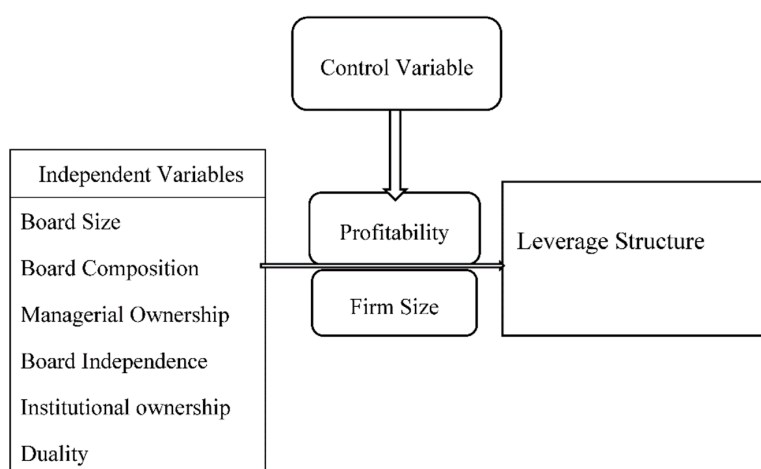 Control Variable
Independent Variables
Board Size
Board Composition
Managerial Ownership
Board Independence
Institutional ownership
Duality
Profitability
Firm Size
Leverage Structure